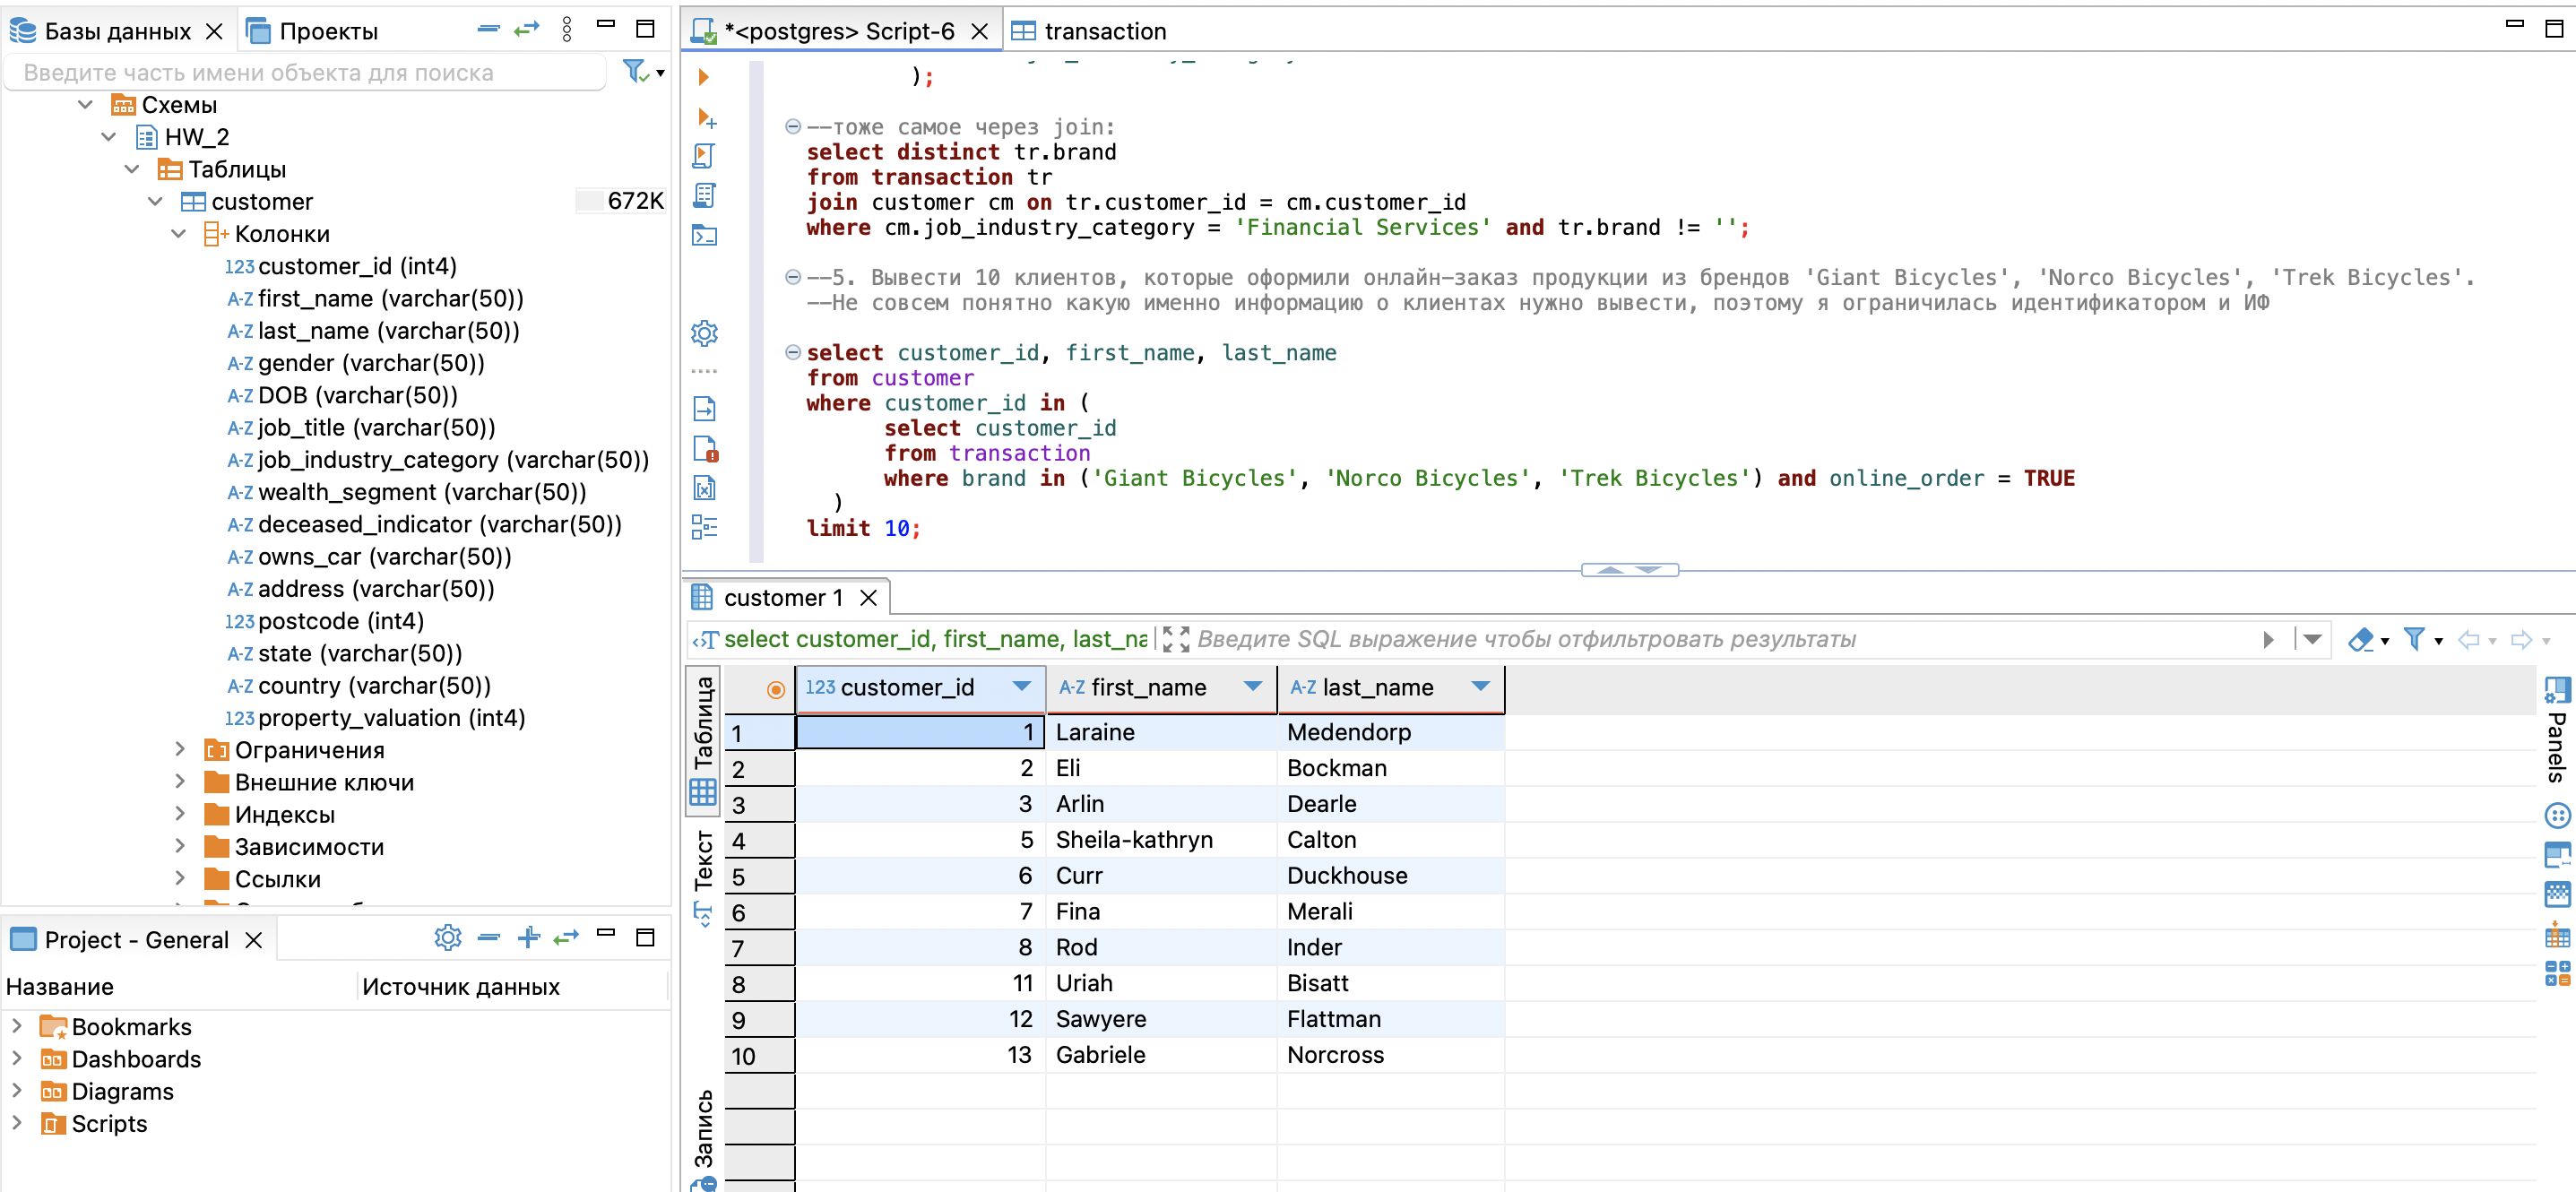 Базы данных
Проекты
Введите часть имени объекта для поиска
Схемы
HW_2
Таблицы
customer 672K
Колонки
123 customer_id (int4)
A-Z first_name (varchar(50))
A-Z last_name (varchar(50))
A-Z gender (varchar(50))
A-Z DOB (varchar(50))
A-Z job_title (varchar(50))
A-Z job_industry_category (varchar(50))
A-Z wealth_segment (varchar(50))
A-Z deceased_indicator (varchar(50))
A-Z owns_car (varchar(50))
A-Z address (varchar(50))
123 postcode (int4)
A-Z state (varchar(50))
A-Z country (varchar(50))
123 property_valuation (int4)
Ограничения
Внешние ключи
Индексы
Зависимости
Ссылки
Project - General
Название Источник данных
Bookmarks
Dashboards
Diagrams
Scripts
*<postgres> Script-6
transaction
);
--тоже самое через join:
select distinct tr.brand
from transaction tr
join customer cm on tr.customer_id = cm.customer_id
where cm.job_industry_category = 'Financial Services' and tr.brand != '';
--5. Вывести 10 клиентов, которые оформили онлайн-заказ продукции из брендов 'Giant Bicycles', 'Norco Bicycles', 'Trek Bicycles'.
--Не совсем понятно какую именно информацию о клиентах нужно вывести, поэтому я ограничилась идентификатором и ИФ
select customer_id, first_name, last_name
from customer
where customer_id in (
select customer_id
from transaction
where brand in ('Giant Bicycles', 'Norco Bicycles', 'Trek Bicycles') and online_order = TRUE
)
limit 10;
customer 1
select customer_id, first_name, last_na
Введите SQL выражение чтобы отфильтровать результаты
Таблица
Текст
Запись
Panels
123 customer_id A-Z first_name A-Z last_name
1 1 Laraine Medendorp
2 2 Eli Bockman
3 3 Arlin Dearle
4 5 Sheila-kathryn Calton
5 6 Curr Duckhouse
6 7 Fina Merali
7 8 Rod Inder
8 11 Uriah Bisatt
9 12 Sawyere Flattman
10 13 Gabriele Norcross